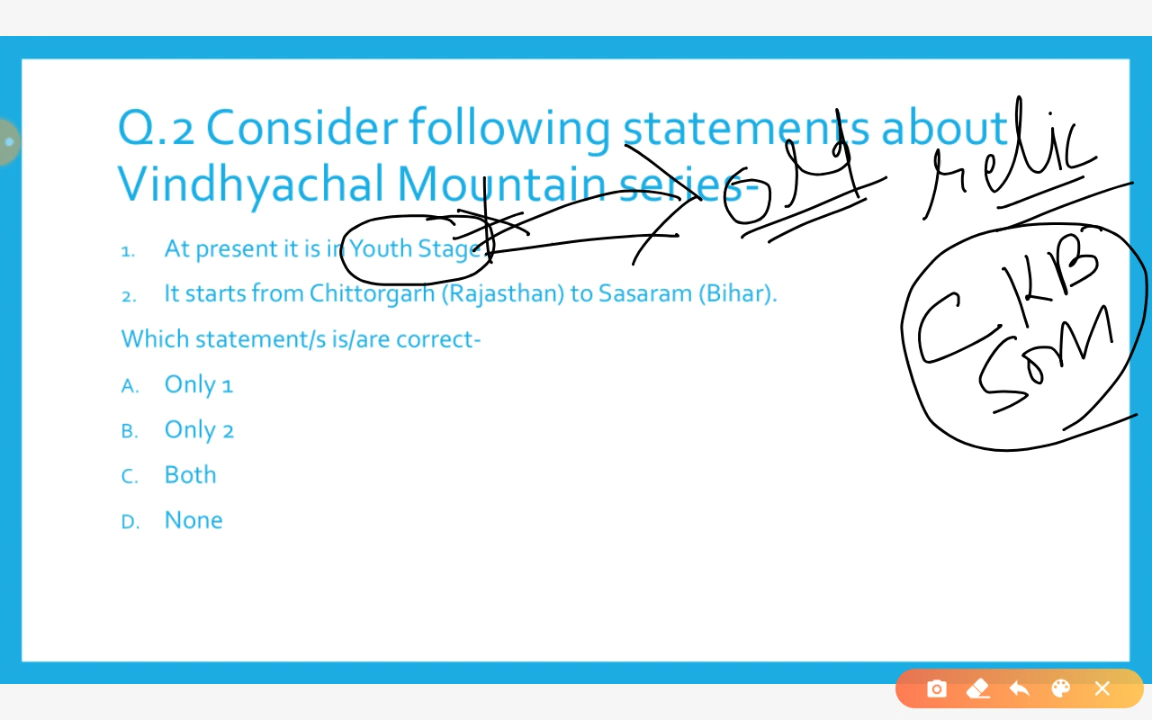 Q.2 Consider following statements about
Vindhyachal Mountain series-
old relic
1. At present it is in Youth Stage
2. It starts from Chittorgarh (Rajasthan) to Sasaram (Bihar).
Which statement/s is/are correct-
A. Only 1
B. Only 2
C. Both
D. None
C KB
SOM